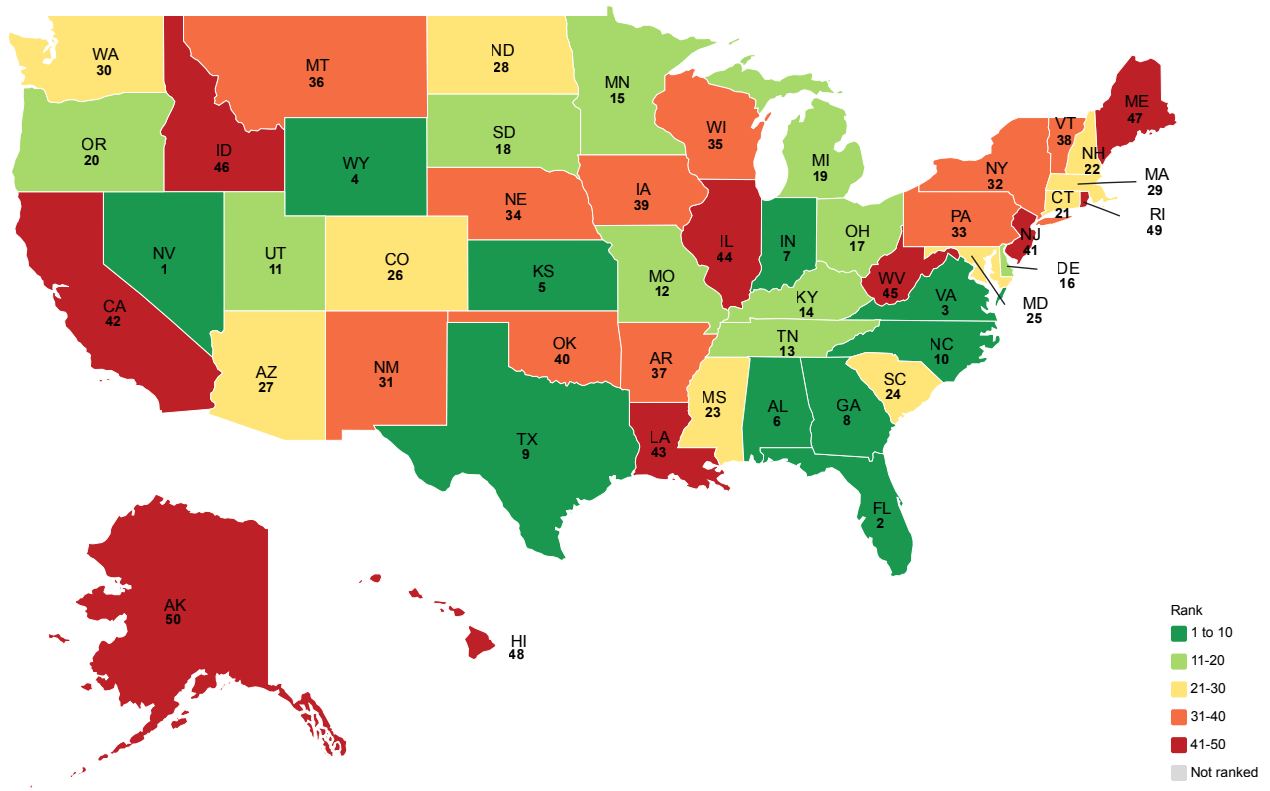 WA
30
MT
36
ND
28
MN
15
OR
20
ID
46
WY
4
SD
18
WI
35
MI
19
NY
32
VT
38
NH
22
ME
47
MA
29
CT
21
RI
49
NV
1
UT
11
CO
26
NE
34
IA
39
IL
44
IN
7
OH
17
PA
33
NJ
41
DE
16
MD
25
CA
42
KS
5
MO
12
KY
14
WV
45
VA
3
AZ
27
NM
31
OK
40
AR
37
TN
13
NC
10
TX
9
LA
43
MS
23
AL
6
GA
8
SC
24
FL
2
AK
50
HI
48
Rank
1 to 10
11-20
21-30
31-40
41-50
Not ranked